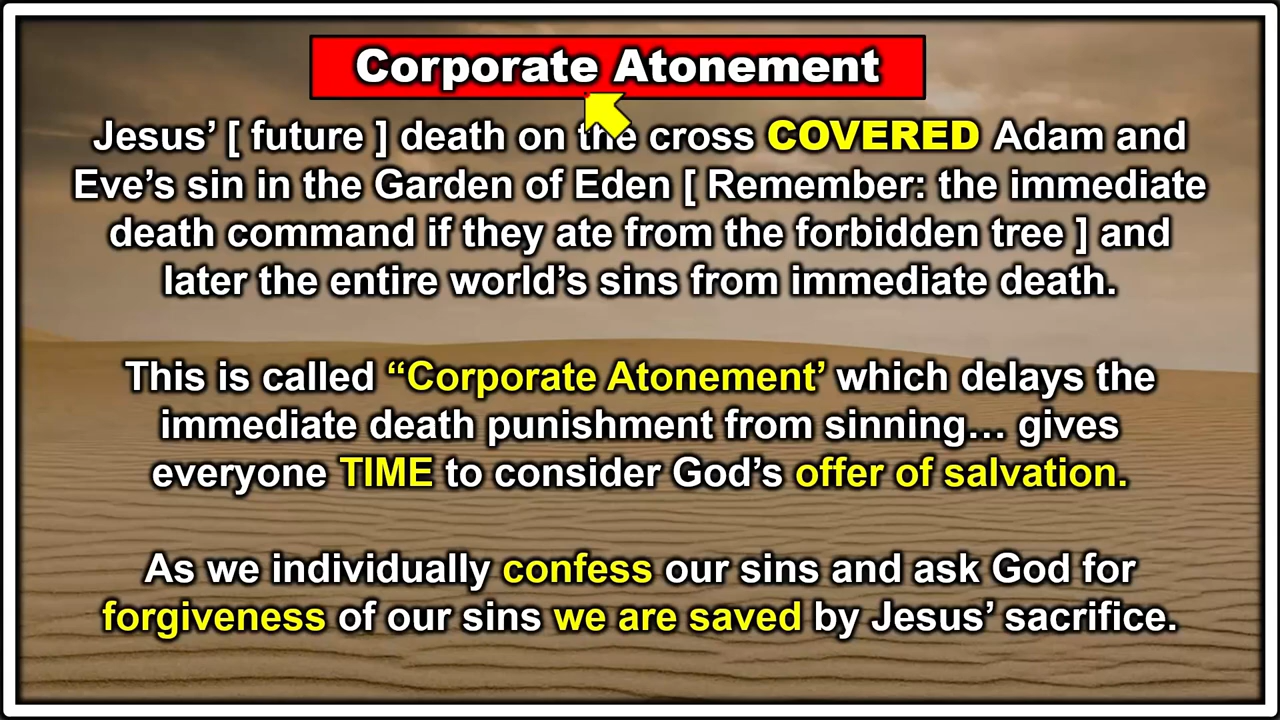 Corporate Atonement
Jesus’ [ future ] death on the cross COVERED Adam and
Eve’s sin in the Garden of Eden [ Remember: the immediate
death command if they ate from the forbidden tree ] and
later the entire world’s sins from immediate death.
This is called “Corporate Atonement’ which delays the
immediate death punishment from sinning… gives
everyone TIME to consider God’s offer of salvation.
As we individually confess our sins and ask God for
forgiveness of our sins we are saved by Jesus’ sacrifice.